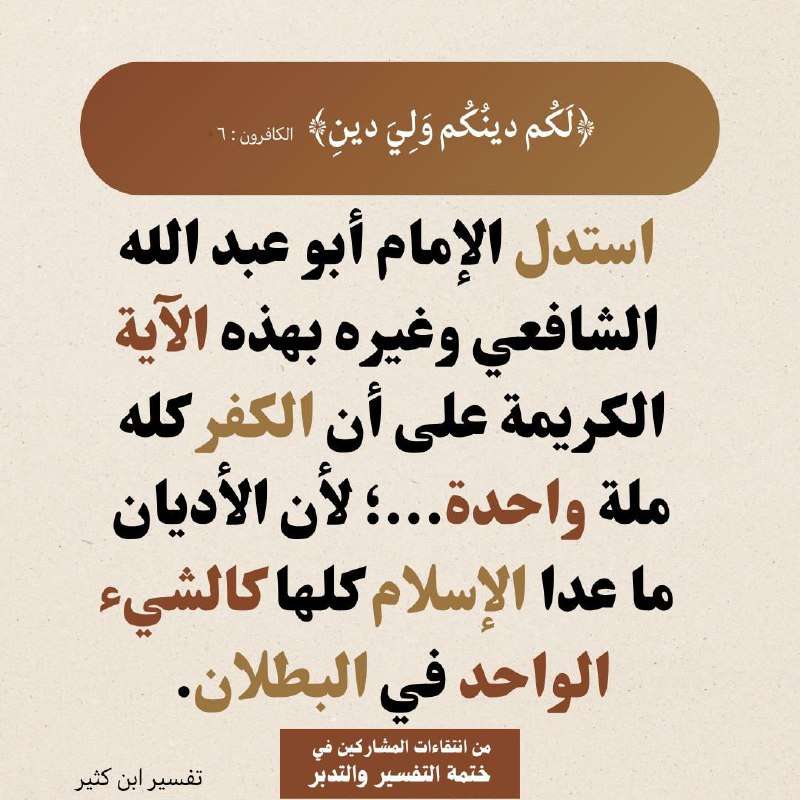 ﴿لَكُم دينُكُم وَلِيَ دينِ﴾ الكافرون : ٦
استدل الإمام أبو عبد الله
الشافعي وغيره بهذه الآية
الكريمة على أن الكفر كله
ملة واحدة...؛ لأن الأديان
ما عدا الإسلام كلها كالشيء
الواحد في البطلان.
من انتقاءات المشاركين في
ختمة التفسير والتدبر
تفسير ابن كثير